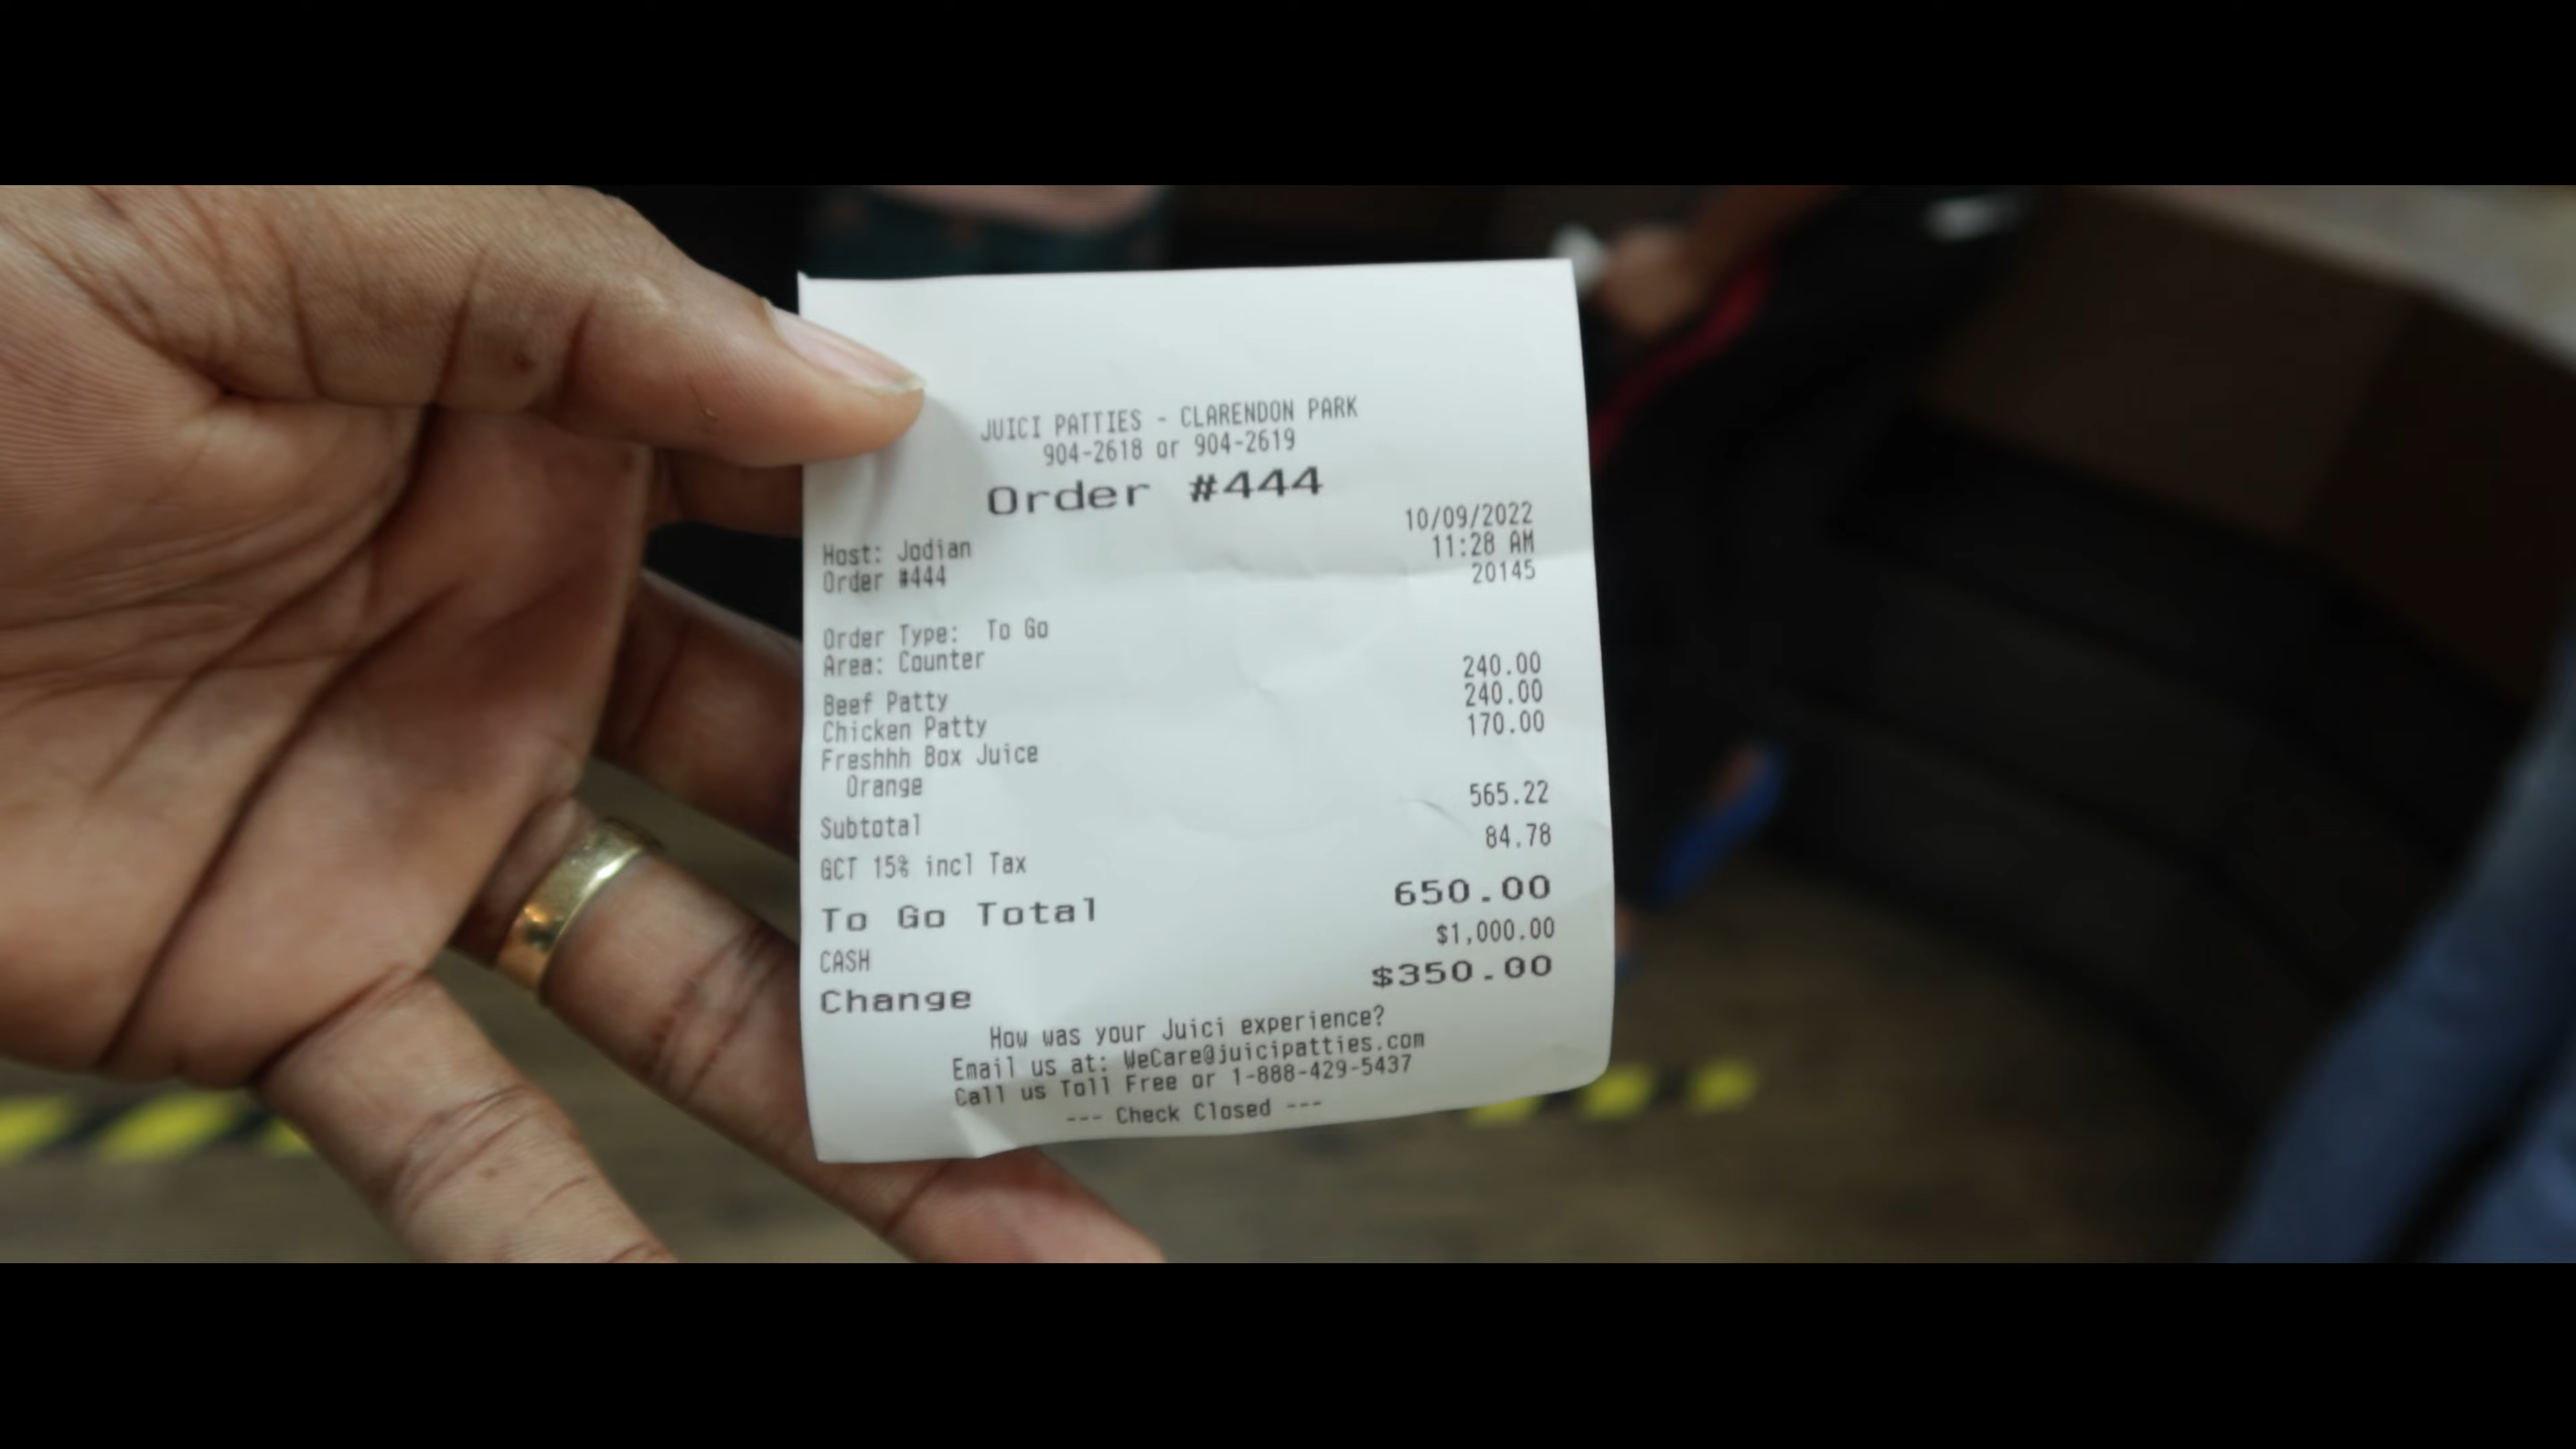 JUICI PATTIES - CLARENDON PARK
904-2618 or 904-2619
Order #444
10/09/2022
Host: Jodian 11:28 AM
Order #444 20145
Order Type: To Go
Area: Counter
Beef Patty 240.00
Chicken Patty 240.00
Freshhh Box Juice 170.00
Orange
Subtotal 565.22
GCT 15% incl Tax 84.78
To Go Total 650.00
CASH $1,000.00
Change $350.00
How was your Juici experience?
Email us at: WeCare@juicipatties.com
Call us Toll Free or 1-888-429-5437
--- Check Closed ---